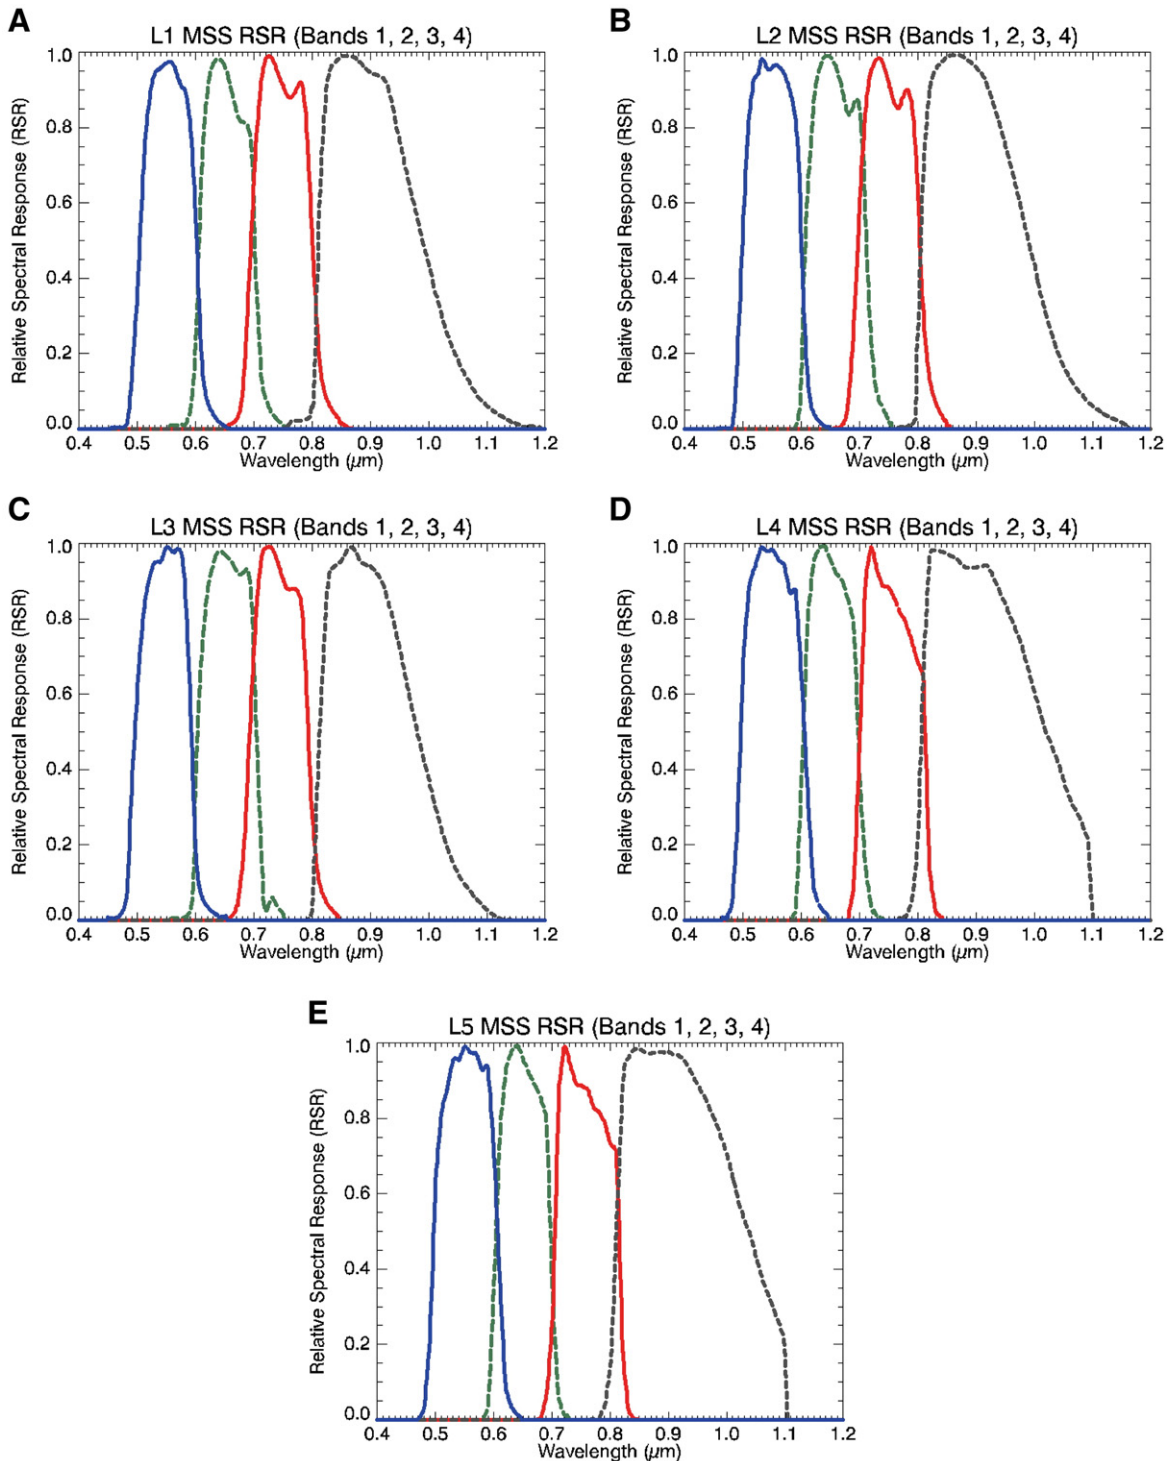 A
L1 MSS RSR (Bands 1, 2, 3, 4)
Relative Spectral Response (RSR)
1.0
0.8
0.6
0.4
0.2
0.0
0.4 0.5 0.6 0.7 0.8 0.9 1.0 1.1 1.2
Wavelength (μm)
B
L2 MSS RSR (Bands 1, 2, 3, 4)
Relative Spectral Response (RSR)
1.0
0.8
0.6
0.4
0.2
0.0
0.4 0.5 0.6 0.7 0.8 0.9 1.0 1.1 1.2
Wavelength (μm)
C
L3 MSS RSR (Bands 1, 2, 3, 4)
Relative Spectral Response (RSR)
1.0
0.8
0.6
0.4
0.2
0.0
0.4 0.5 0.6 0.7 0.8 0.9 1.0 1.1 1.2
Wavelength (μm)
D
L4 MSS RSR (Bands 1, 2, 3, 4)
Relative Spectral Response (RSR)
1.0
0.8
0.6
0.4
0.2
0.0
0.4 0.5 0.6 0.7 0.8 0.9 1.0 1.1 1.2
Wavelength (μm)
E
L5 MSS RSR (Bands 1, 2, 3, 4)
Relative Spectral Response (RSR)
1.0
0.8
0.6
0.4
0.2
0.0
0.4 0.5 0.6 0.7 0.8 0.9 1.0 1.1 1.2
Wavelength (μm)